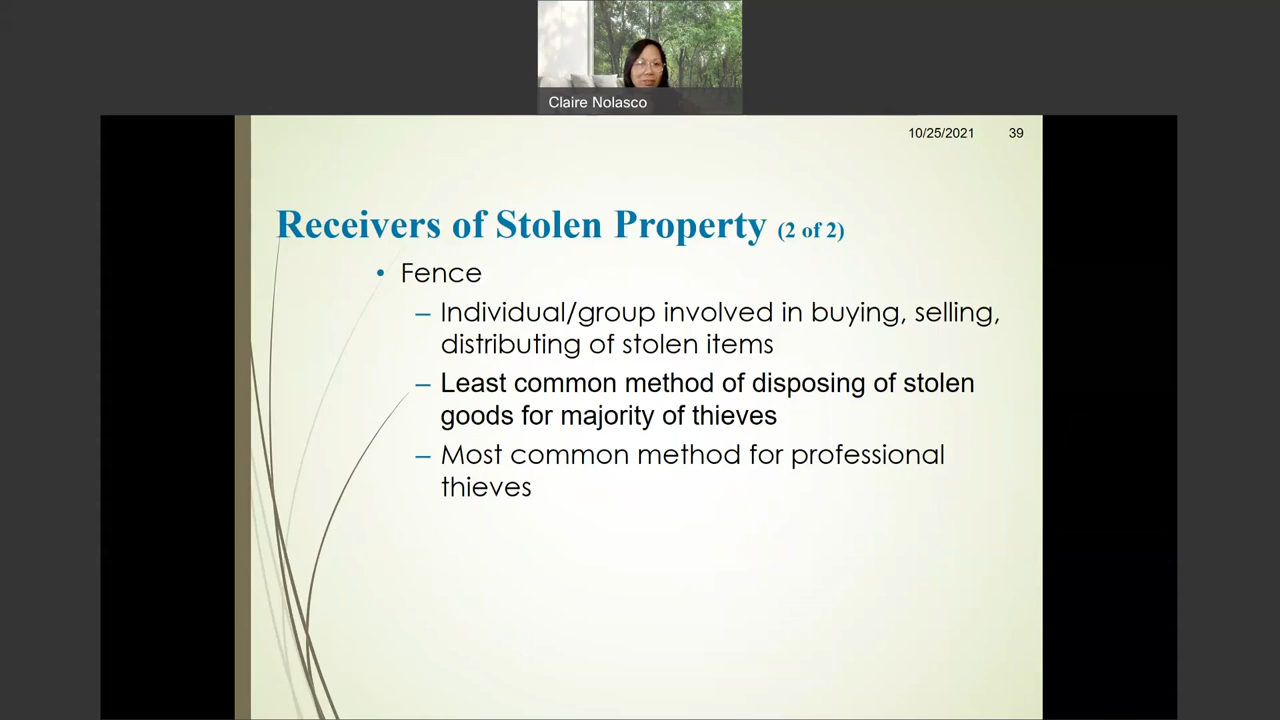 Claire Nolasco
10/25/2021 39
Receivers of Stolen Property (2 of 2)
• Fence
– Individual/group involved in buying, selling,
distributing of stolen items
– Least common method of disposing of stolen
goods for majority of thieves
– Most common method for professional
thieves